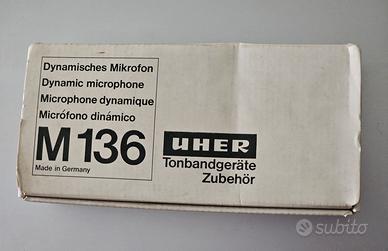 Dynamisches Mikrofon
Dynamic microphone
Microphone dynamique
Micrófono dinámico
M 136
Made in Germany
UHER
Tonbandgeräte
Zubehör
subito